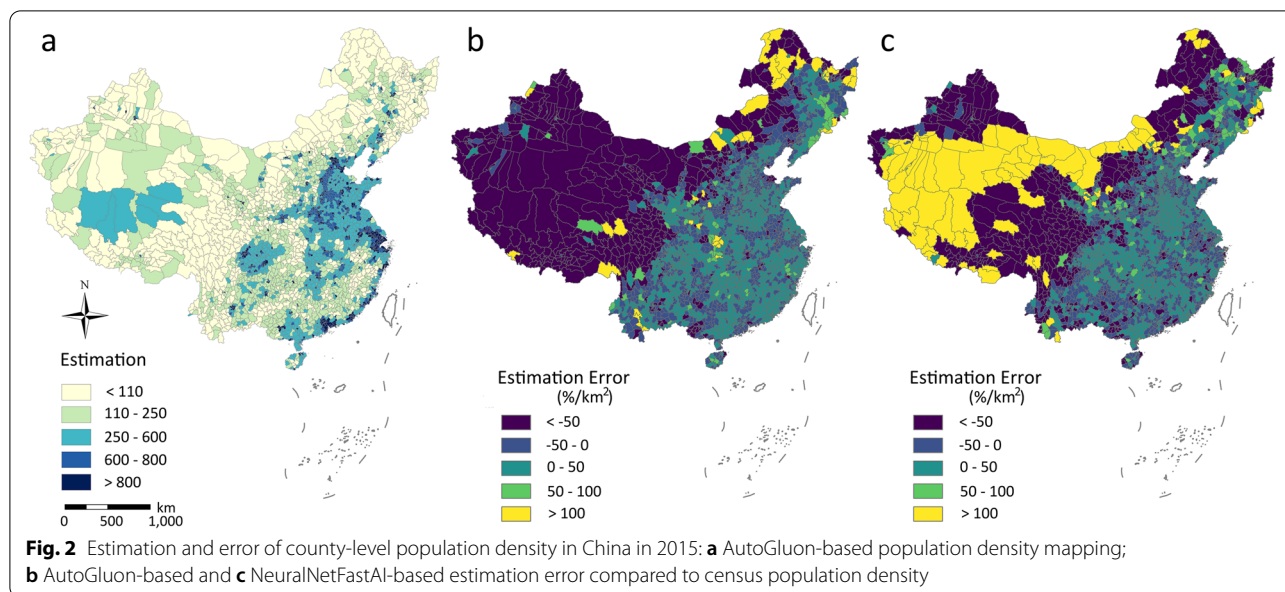 a
N
Estimation
< 110
110 - 250
250 - 600
600 - 800
> 800
km
0 500 1,000
b
Estimation Error
(%/km²)
< -50
-50 - 0
0 - 50
50 - 100
> 100
c
Estimation Error
(%/km²)
< -50
-50 - 0
0 - 50
50 - 100
> 100
Fig. 2 Estimation and error of county-level population density in China in 2015: a AutoGluon-based population density mapping;
b AutoGluon-based and c NeuralNetFastAI-based estimation error compared to census population density